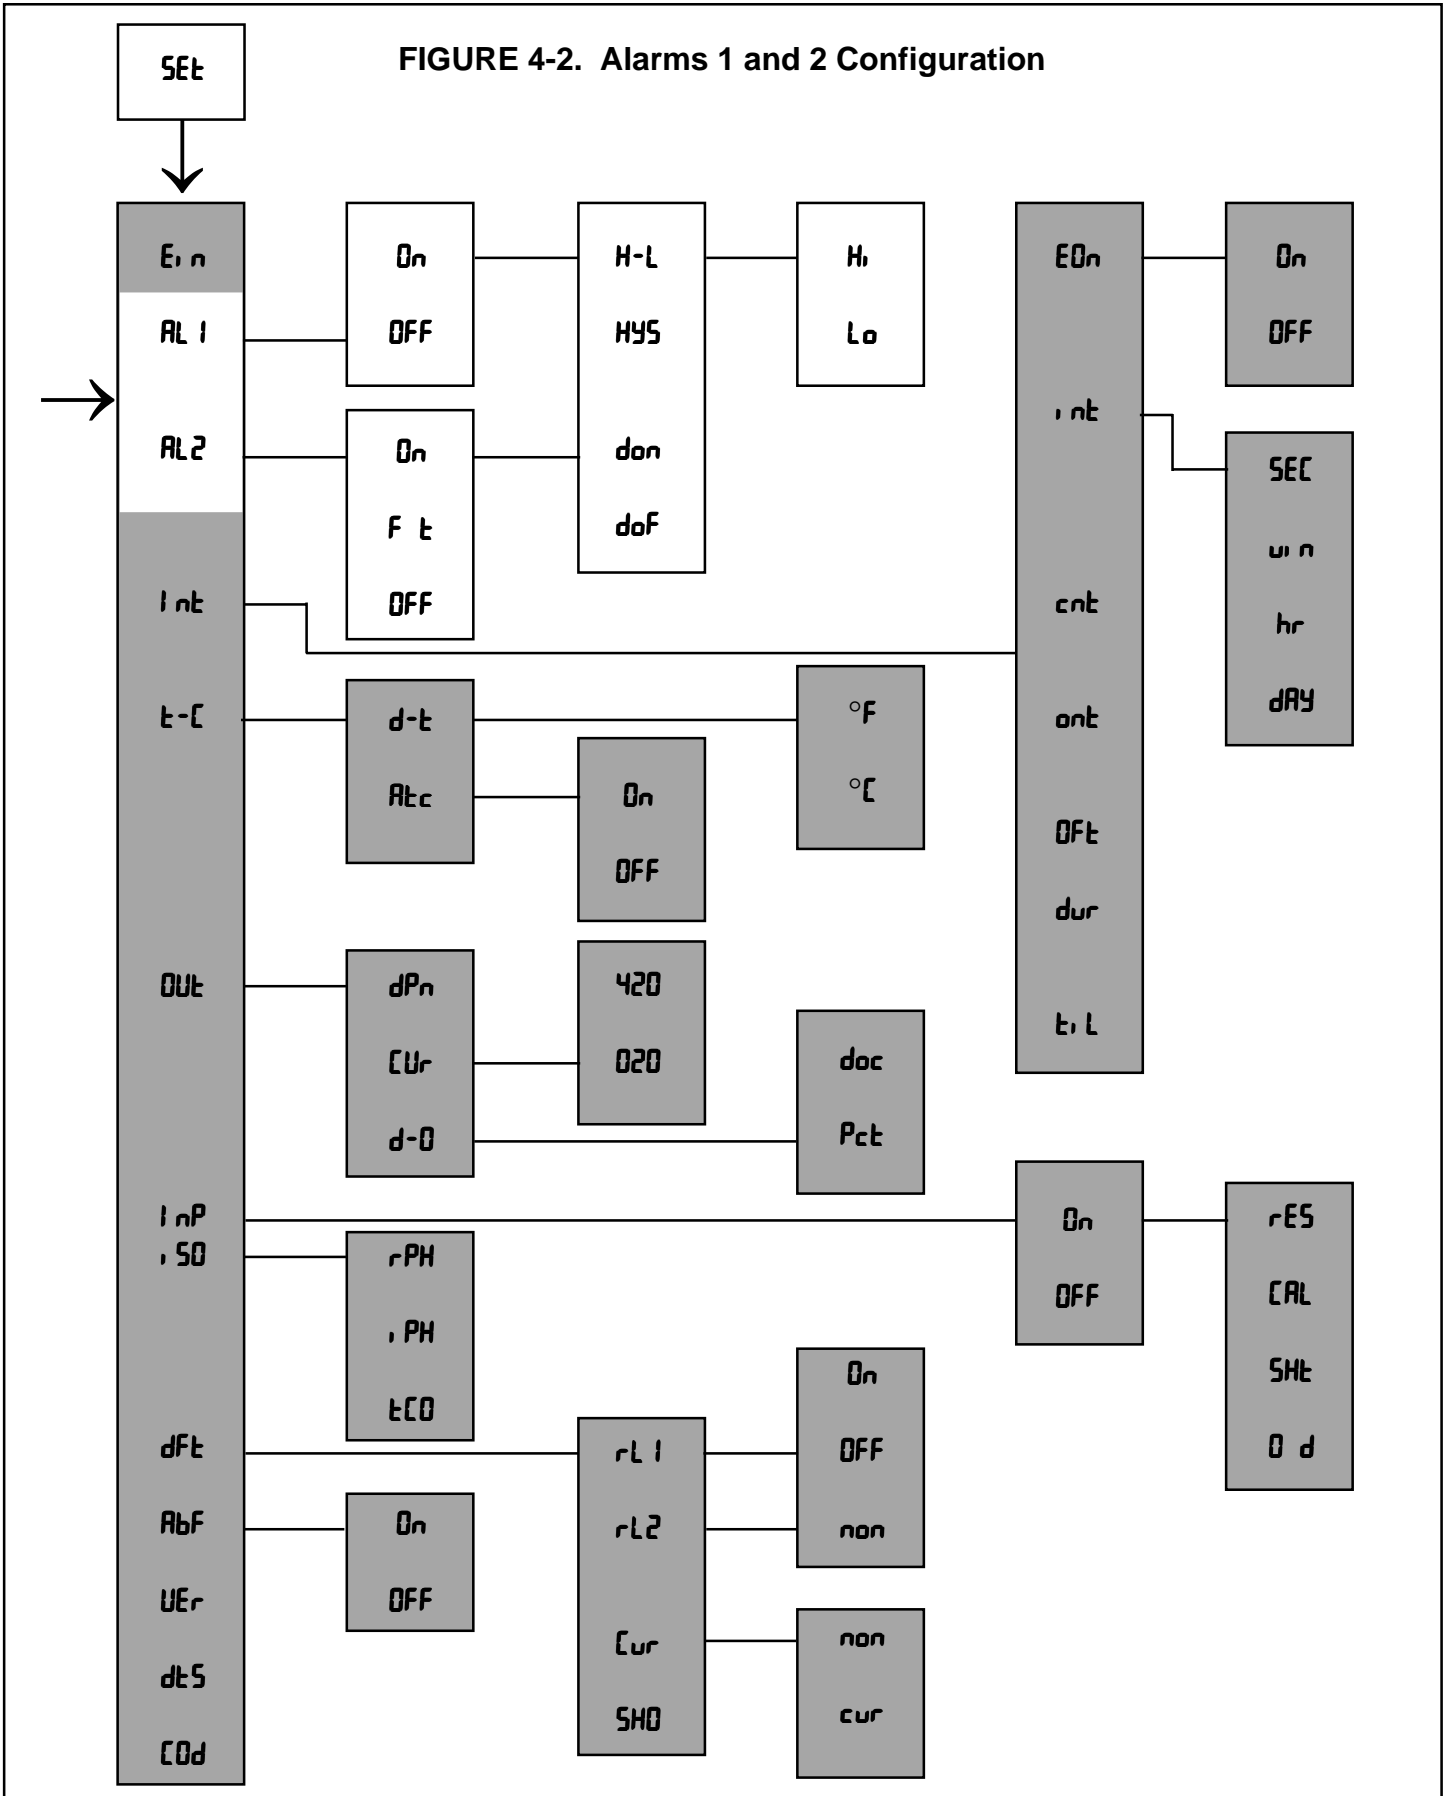 SEt
FIGURE 4-2. Alarms 1 and 2 Configuration
Ein
AL1
AL2
Int
t-C
OUt
InP
iSO
dFt
AbF
UEr
dtS
COd
On
OFF
On
F t
OFF
H-L
HYS
don
doF
Hi
Lo
EOn
int
cnt
ont
OFt
dur
tiL
On
OFF
SEC
uin
hr
dAY
d-t
Atc
°F
°C
On
OFF
dPn
CUr
d-O
420
020
doc
Pct
On
OFF
rES
CAL
SHt
0 d
rPH
iPH
tCO
rL1
rL2
Cur
SHO
On
OFF
non
non
cur
On
OFF